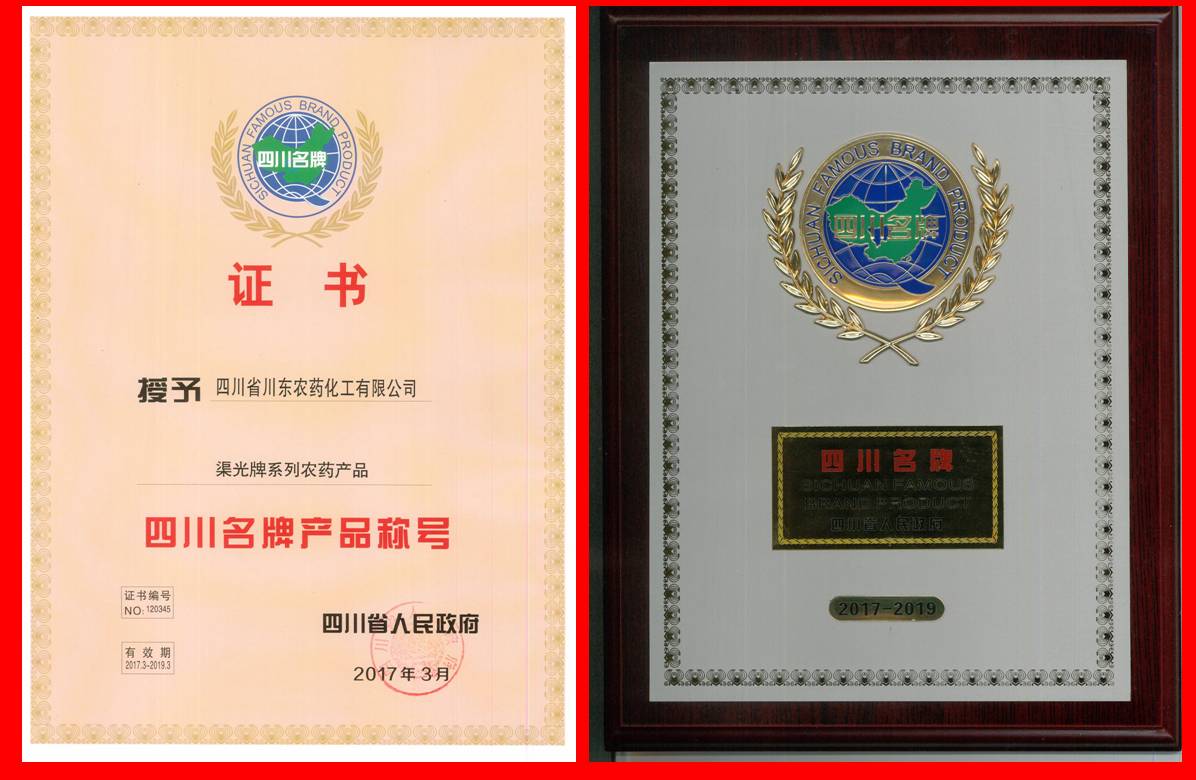 SICHUAN FAMOUS BRAND PRODUCT
四川名牌
证 书
授予 四川省川东农药化工有限公司
渠光牌系列农药产品
四川名牌产品称号
证书编号
NO: 120345
有 效 期
2017.3-2019.3
四川省人民政府
2017年3月
SICHUAN FAMOUS BRAND PRODUCT
四川名牌
四川名牌
SICHUAN FAMOUS
BRAND PRODUCT
四川省人民政府
2017-2019